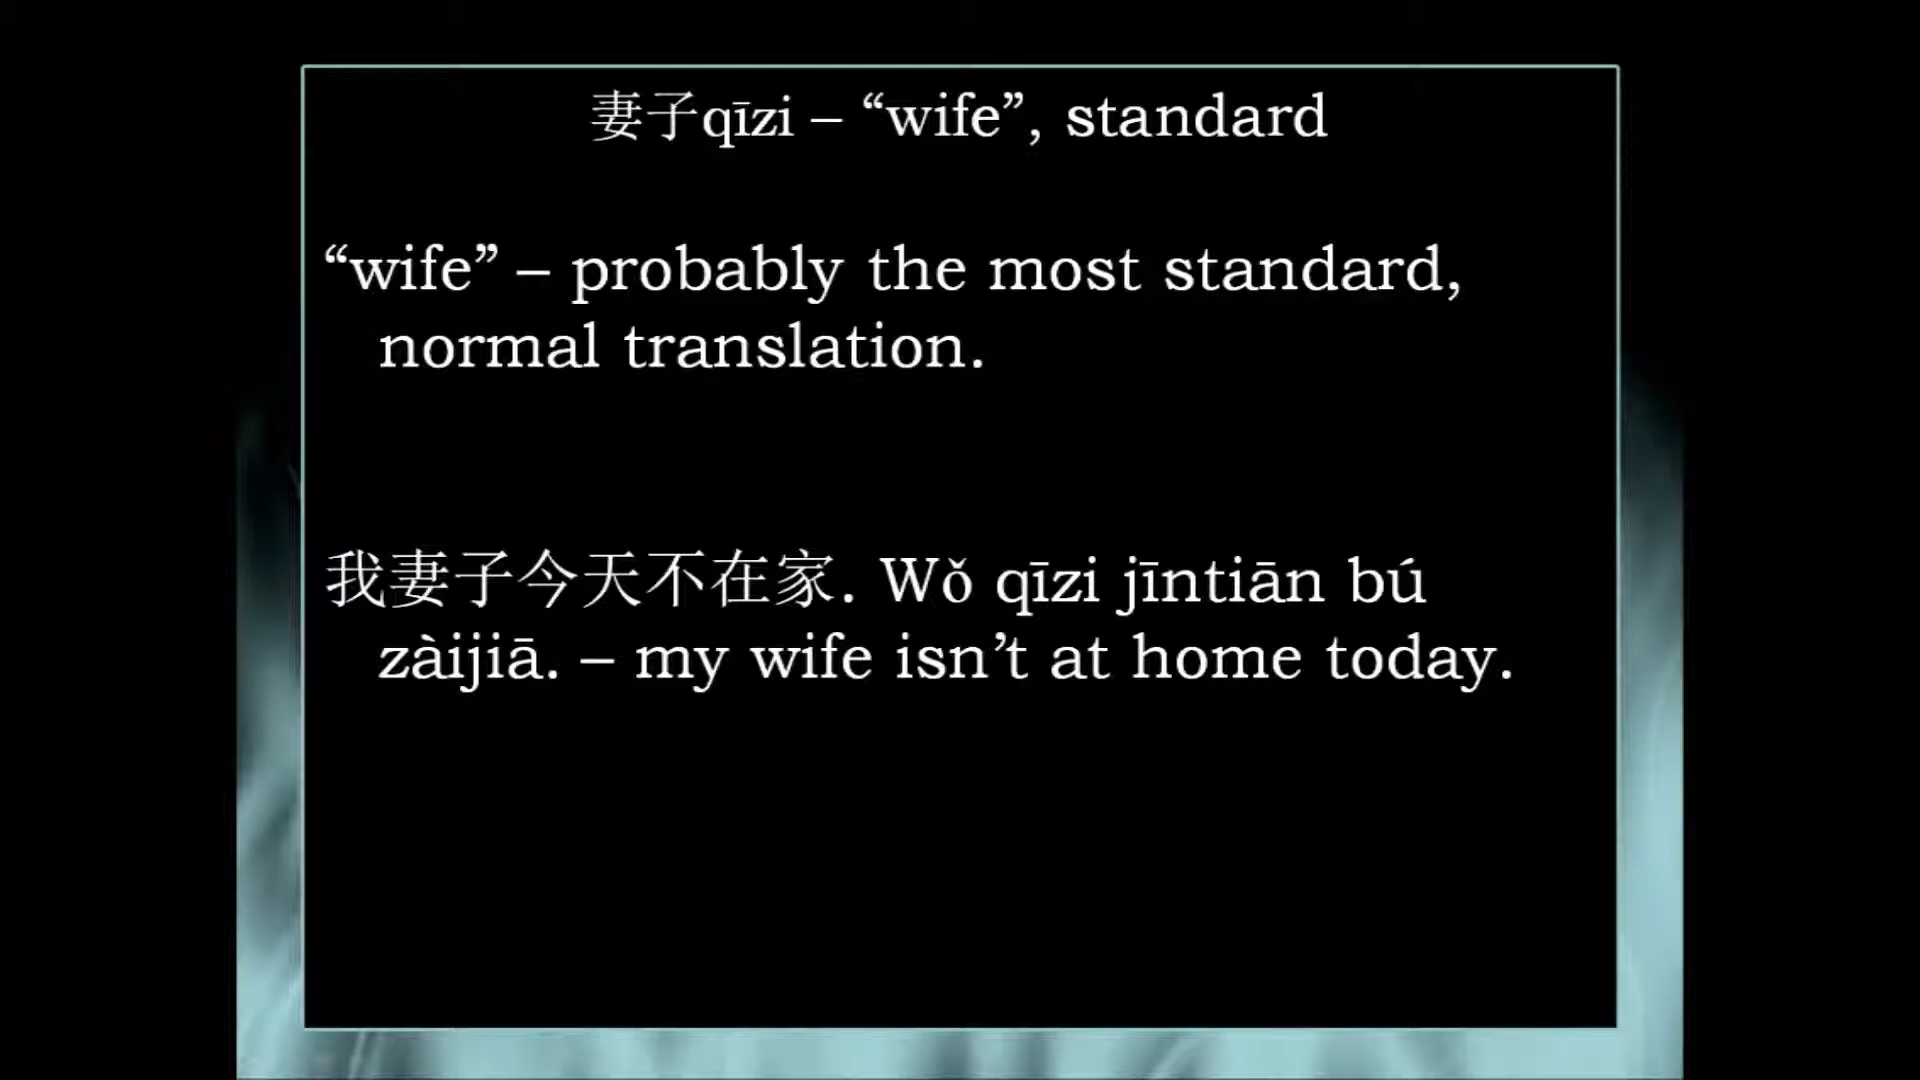 妻子qīzi – “wife”, standard
“wife” – probably the most standard,
normal translation.
我妻子今天不在家. Wǒ qīzi jīntiān bú
zàijiā. – my wife isn’t at home today.